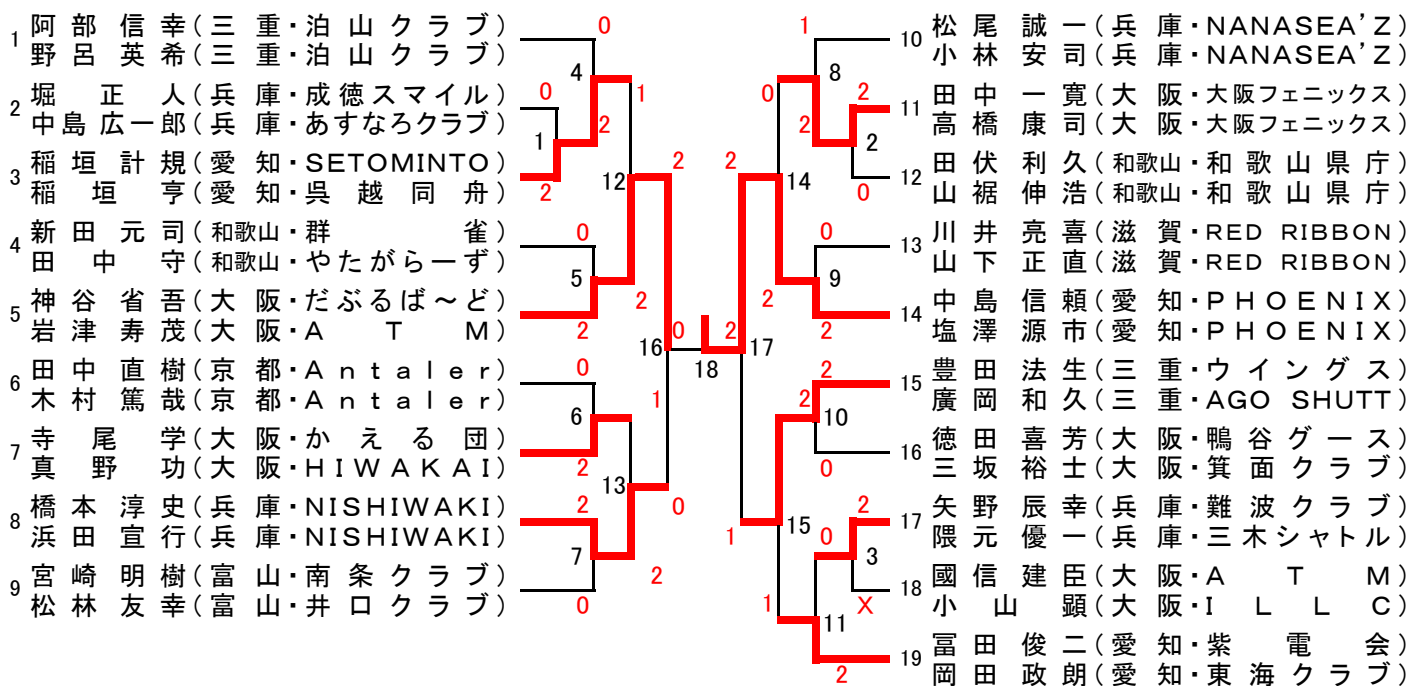 1 阿部信幸(三重・泊山クラブ)
野呂英希(三重・泊山クラブ)
2 堀正人(兵庫・成徳スマイル)
中島広一郎(兵庫・あすなろクラブ)
3 稲垣計規(愛知・SETOMINTO)
稲垣亨(愛知・呉越同舟)
4 新田元司(和歌山・群雀)
田中守(和歌山・やたがらーず)
5 神谷省吾(大阪・だぶるば～ど)
岩津寿茂(大阪・ATM)
6 田中直樹(京都・Antaler)
木村篤哉(京都・Antaler)
7 寺尾学(大阪・かえる団)
真野功(大阪・HIWAKAI)
8 橋本淳史(兵庫・NISHIWAKI)
浜田宣行(兵庫・NISHIWAKI)
9 宮崎明樹(富山・南条クラブ)
松林友幸(富山・井口クラブ)
0
4
1
0
2
1
2
12
2
0
5
2
2
16
0
0
1
6
2
13
2
0
7
2
0
18
1
8
0
2
2
2
2
14
0
0
9
2
2
2
17
2
2
10
0
15
1
2
0
3
X
1
11
2
10 松尾誠一(兵庫・NANASEA'Z)
小林安司(兵庫・NANASEA'Z)
11 田中一寛(大阪・大阪フェニックス)
高橋康司(大阪・大阪フェニックス)
12 田伏利久(和歌山・和歌山県庁)
山裾伸浩(和歌山・和歌山県庁)
13 川井亮喜(滋賀・RED RIBBON)
山下正直(滋賀・RED RIBBON)
14 中島信頼(愛知・PHOENIX)
塩澤源市(愛知・PHOENIX)
15 豊田法生(三重・ウイングス)
廣岡和久(三重・AGO SHUTT)
16 徳田喜芳(大阪・鴨谷グース)
三坂裕士(大阪・箕面クラブ)
17 矢野辰幸(兵庫・難波クラブ)
隈元優一(兵庫・三木シャトル)
18 國信建臣(大阪・ATM)
小山顕(大阪・ILLC)
19 冨田俊二(愛知・紫電会)
岡田政朗(愛知・東海クラブ)